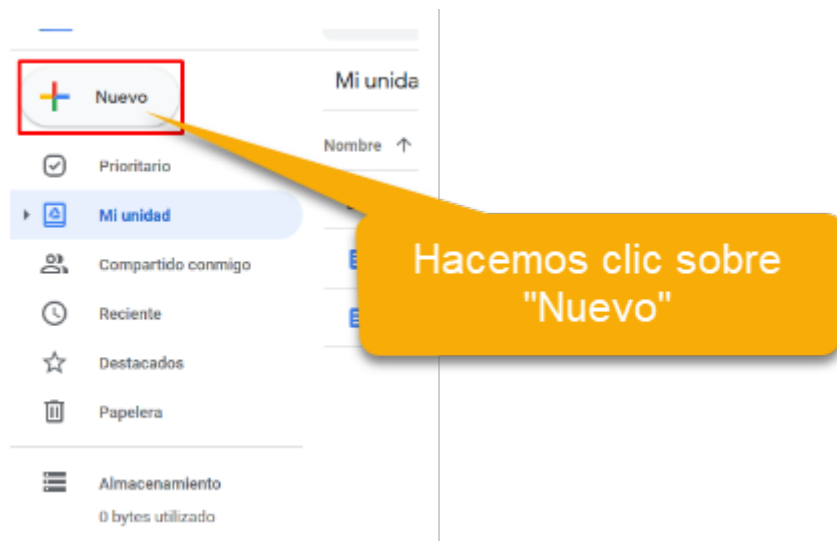 Nuevo
Mi unida
Nombre
Prioritario
Mi unidad
Compartido conmigo
Reciente
Destacados
Papelera
Almacenamiento
0 bytes utilizado
Hacemos clic sobre
"Nuevo"